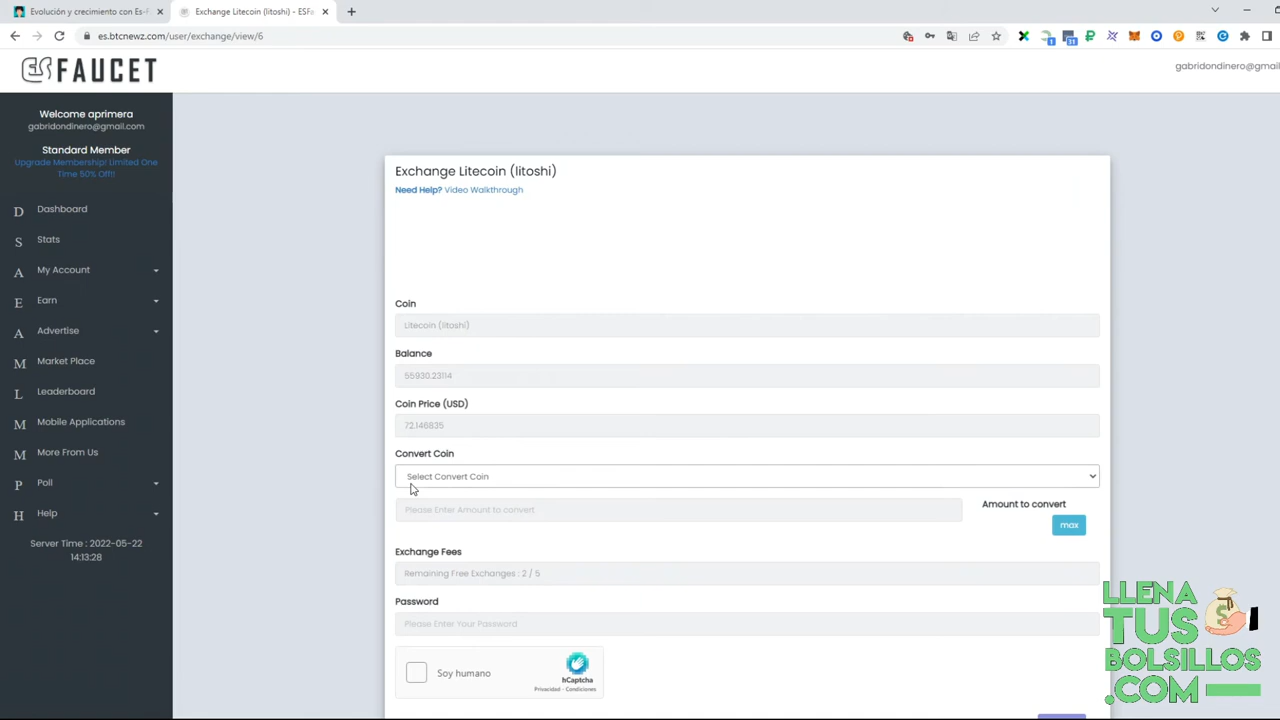 Evolución y crecimiento con Es-F
Exchange Litecoin (litoshi) - ESFa
es.btcnewz.com/user/exchange/view/6
ES FAUCET
gabridondinero@gmail
Welcome aprimera
gabridondinero@gmail.com
Standard Member
Upgrade Membership! Limited One
Time 50% Off!!
D Dashboard
S Stats
A My Account
E Earn
A Advertise
M Market Place
L Leaderboard
M Mobile Applications
M More From Us
P Poll
H Help
Server Time : 2022-05-22
14:13:28
Exchange Litecoin (litoshi)
Need Help? Video Walkthrough
Coin
Litecoin (litoshi)
Balance
55930.23114
Coin Price (USD)
72.146835
Convert Coin
Select Convert Coin
Please Enter Amount to convert
Amount to convert
max
Exchange Fees
Remaining Free Exchanges : 2 / 5
Password
Please Enter Your Password
Soy humano
hCaptcha
Privacidad - Condiciones
LLENA
TUS
BOLSILLOS
.COM